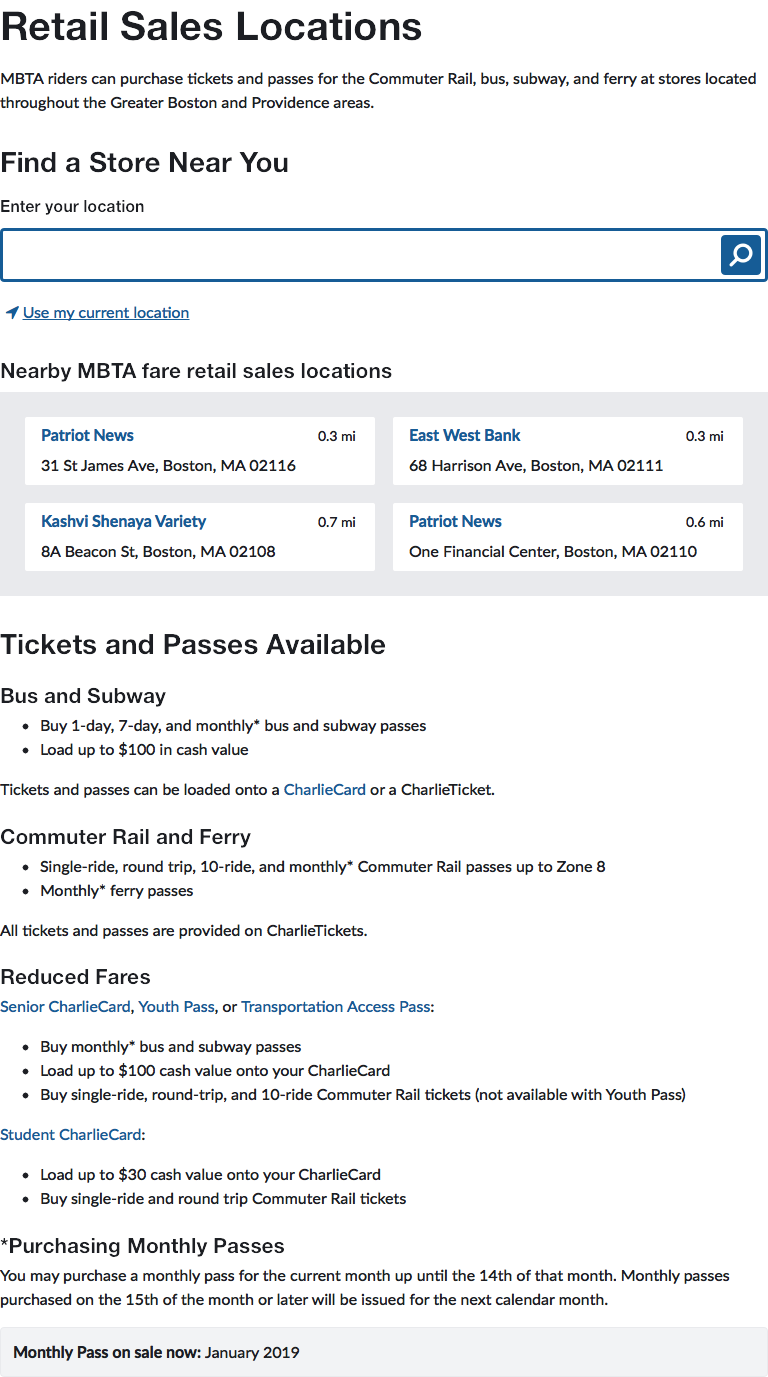 Retail Sales Locations
MBTA riders can purchase tickets and passes for the Commuter Rail, bus, subway, and ferry at stores located
throughout the Greater Boston and Providence areas.
Find a Store Near You
Enter your location
Use my current location
Nearby MBTA fare retail sales locations
Patriot News 0.3 mi
31 St James Ave, Boston, MA 02116
East West Bank 0.3 mi
68 Harrison Ave, Boston, MA 02111
Kashvi Shenaya Variety 0.7 mi
8A Beacon St, Boston, MA 02108
Patriot News 0.6 mi
One Financial Center, Boston, MA 02110
Tickets and Passes Available
Bus and Subway
• Buy 1-day, 7-day, and monthly* bus and subway passes
• Load up to $100 in cash value
Tickets and passes can be loaded onto a CharlieCard or a CharlieTicket.
Commuter Rail and Ferry
• Single-ride, round trip, 10-ride, and monthly* Commuter Rail passes up to Zone 8
• Monthly* ferry passes
All tickets and passes are provided on CharlieTickets.
Reduced Fares
Senior CharlieCard, Youth Pass, or Transportation Access Pass:
• Buy monthly* bus and subway passes
• Load up to $100 cash value onto your CharlieCard
• Buy single-ride, round-trip, and 10-ride Commuter Rail tickets (not available with Youth Pass)
Student CharlieCard:
• Load up to $30 cash value onto your CharlieCard
• Buy single-ride and round trip Commuter Rail tickets
*Purchasing Monthly Passes
You may purchase a monthly pass for the current month up until the 14th of that month. Monthly passes
purchased on the 15th of the month or later will be issued for the next calendar month.
Monthly Pass on sale now: January 2019